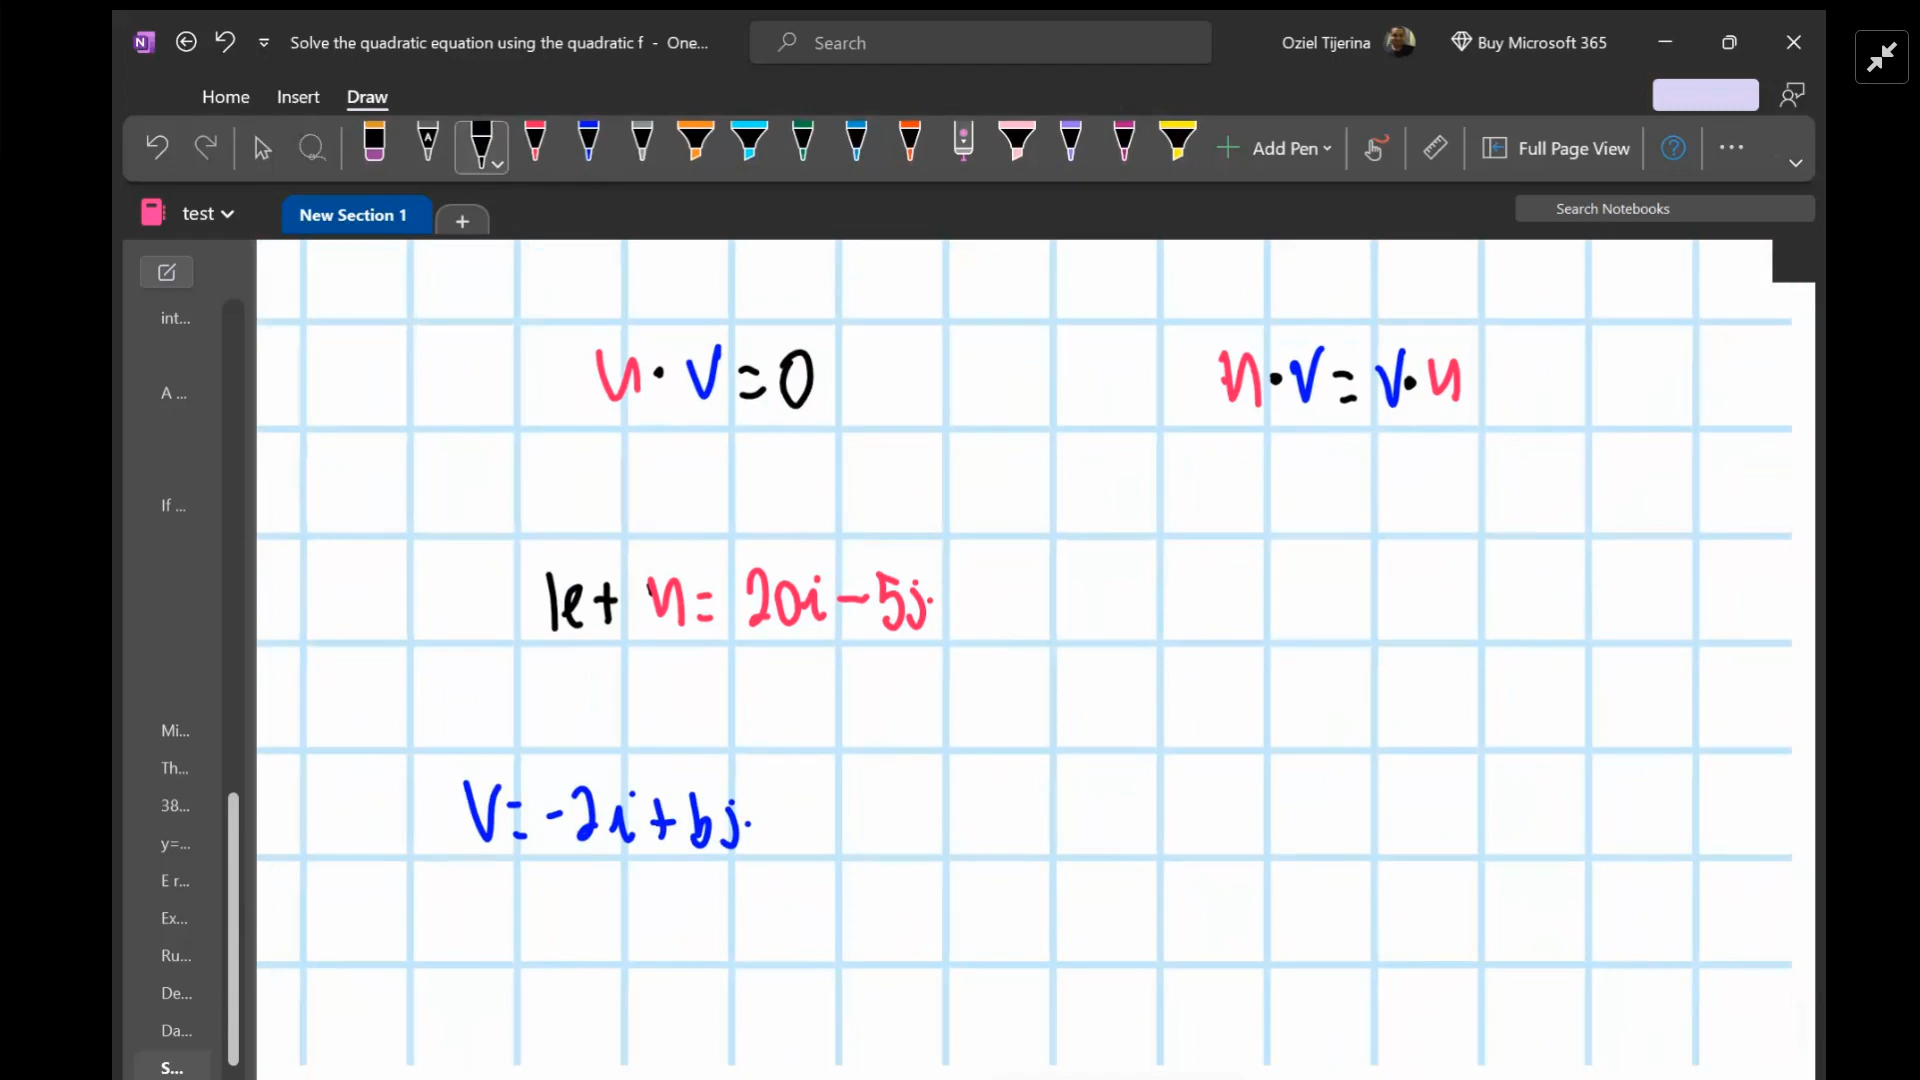 Solve the quadratic equation using the quadratic f - One...
Search
Oziel Tijerina
Buy Microsoft 365
Home Insert Draw
Add Pen
Full Page View
test
New Section 1
Search Notebooks
int...
A ...
If ...
Mi...
Th...
38...
y=...
E r...
Ex...
Ru...
De...
Da...
S...
u · v = 0
u · v = v · u
let u = 20i - 5j
v = -2i + bj